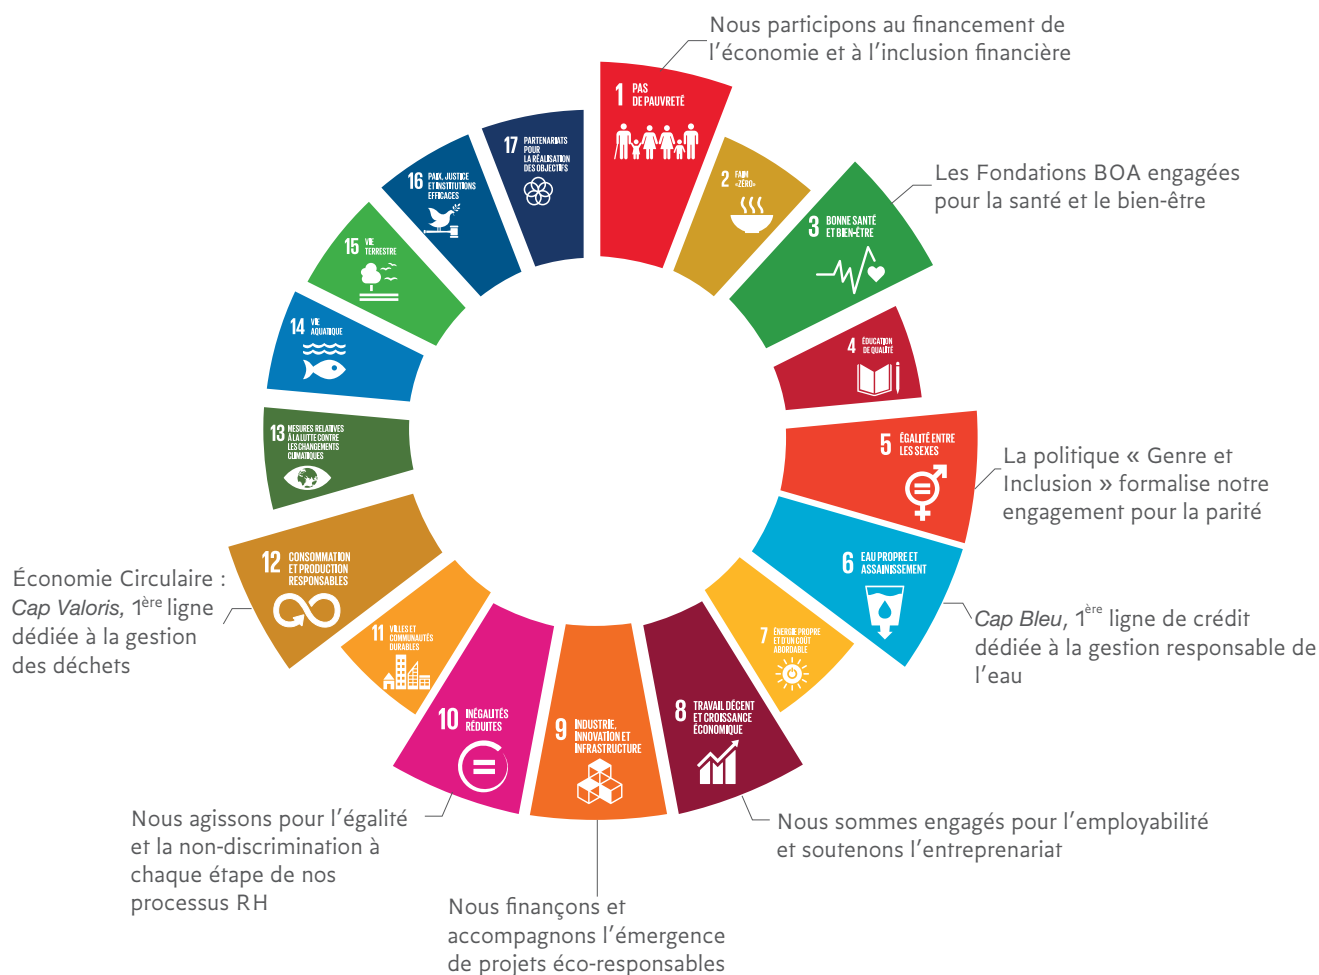 Nous participons au financement de
l'économie et à l'inclusion financière
1 PAS
DE PAUVRETÉ
2 FAIM
«ZÉRO»
Les Fondations BOA engagées
pour la santé et le bien-être
3 BONNE SANTÉ
ET BIEN-ÊTRE
4 ÉDUCATION
DE QUALITÉ
5 ÉGALITÉ ENTRE
LES SEXES
La politique « Genre et
Inclusion » formalise notre
engagement pour la parité
6 EAU PROPRE ET
ASSAINISSEMENT
Cap Bleu, 1ère ligne de crédit
dédiée à la gestion responsable de
l'eau
7 ÉNERGIE PROPRE
ET D'UN COÛT
ABORDABLE
8 TRAVAIL DÉCENT
ET CROISSANCE
ÉCONOMIQUE
Nous sommes engagés pour l'employabilité
et soutenons l'entreprenariat
9 INDUSTRIE,
INNOVATION ET
INFRASTRUCTURE
Nous finançons et
accompagnons l'émergence
de projets éco-responsables
10 INÉGALITÉS
RÉDUITES
Nous agissons pour l'égalité
et la non-discrimination à
chaque étape de nos
processus RH
11 VILLES ET
COMMUNAUTÉS
DURABLES
12 CONSOMMATION
ET PRODUCTION
RESPONSABLES
Économie Circulaire :
Cap Valoris, 1ère ligne
dédiée à la gestion
des déchets
13 MESURES RELATIVES
À LA LUTTE CONTRE
LES CHANGEMENTS
CLIMATIQUES
14 VIE
AQUATIQUE
15 VIE
TERRESTRE
16 PAIX, JUSTICE
ET INSTITUTIONS
EFFICACES
17 PARTENARIATS
POUR
LA RÉALISATION
DES OBJECTIFS